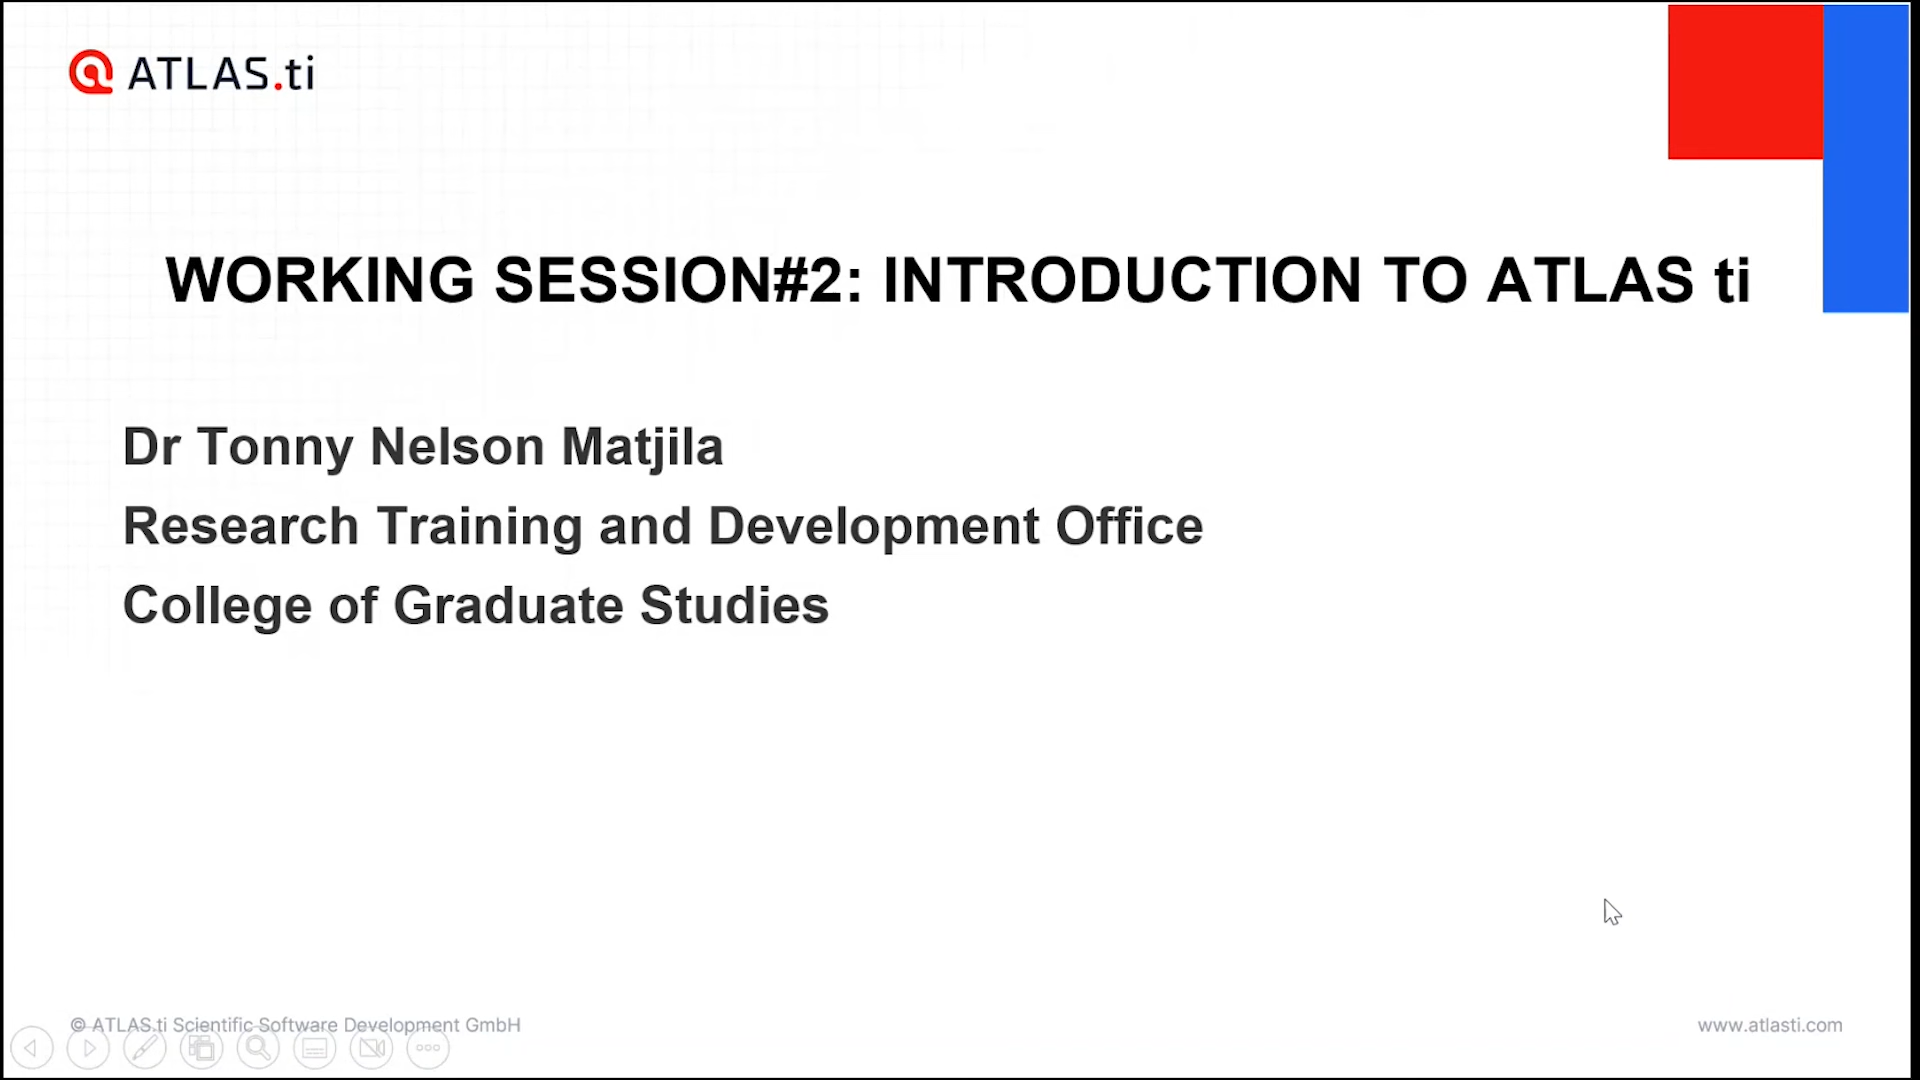 ATLAS.ti
WORKING SESSION#2: INTRODUCTION TO ATLAS ti
Dr Tonny Nelson Matjila
Research Training and Development Office
College of Graduate Studies
© ATLAS.ti Scientific Software Development GmbH
www.atlasti.com